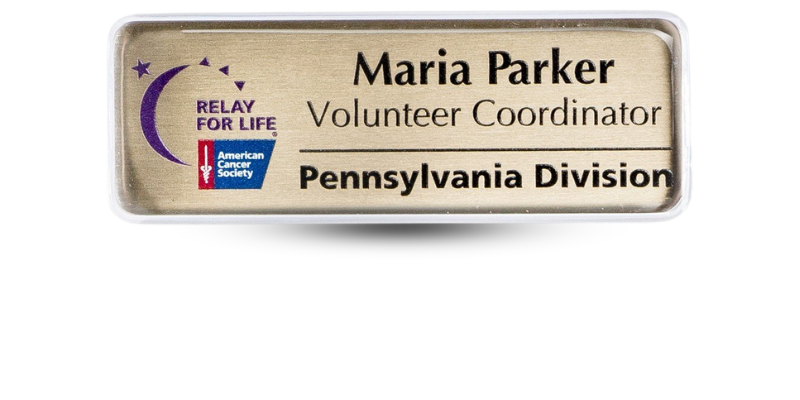 RELAY
FOR LIFE®
American
Cancer
Society
Maria Parker
Volunteer Coordinator
Pennsylvania Division